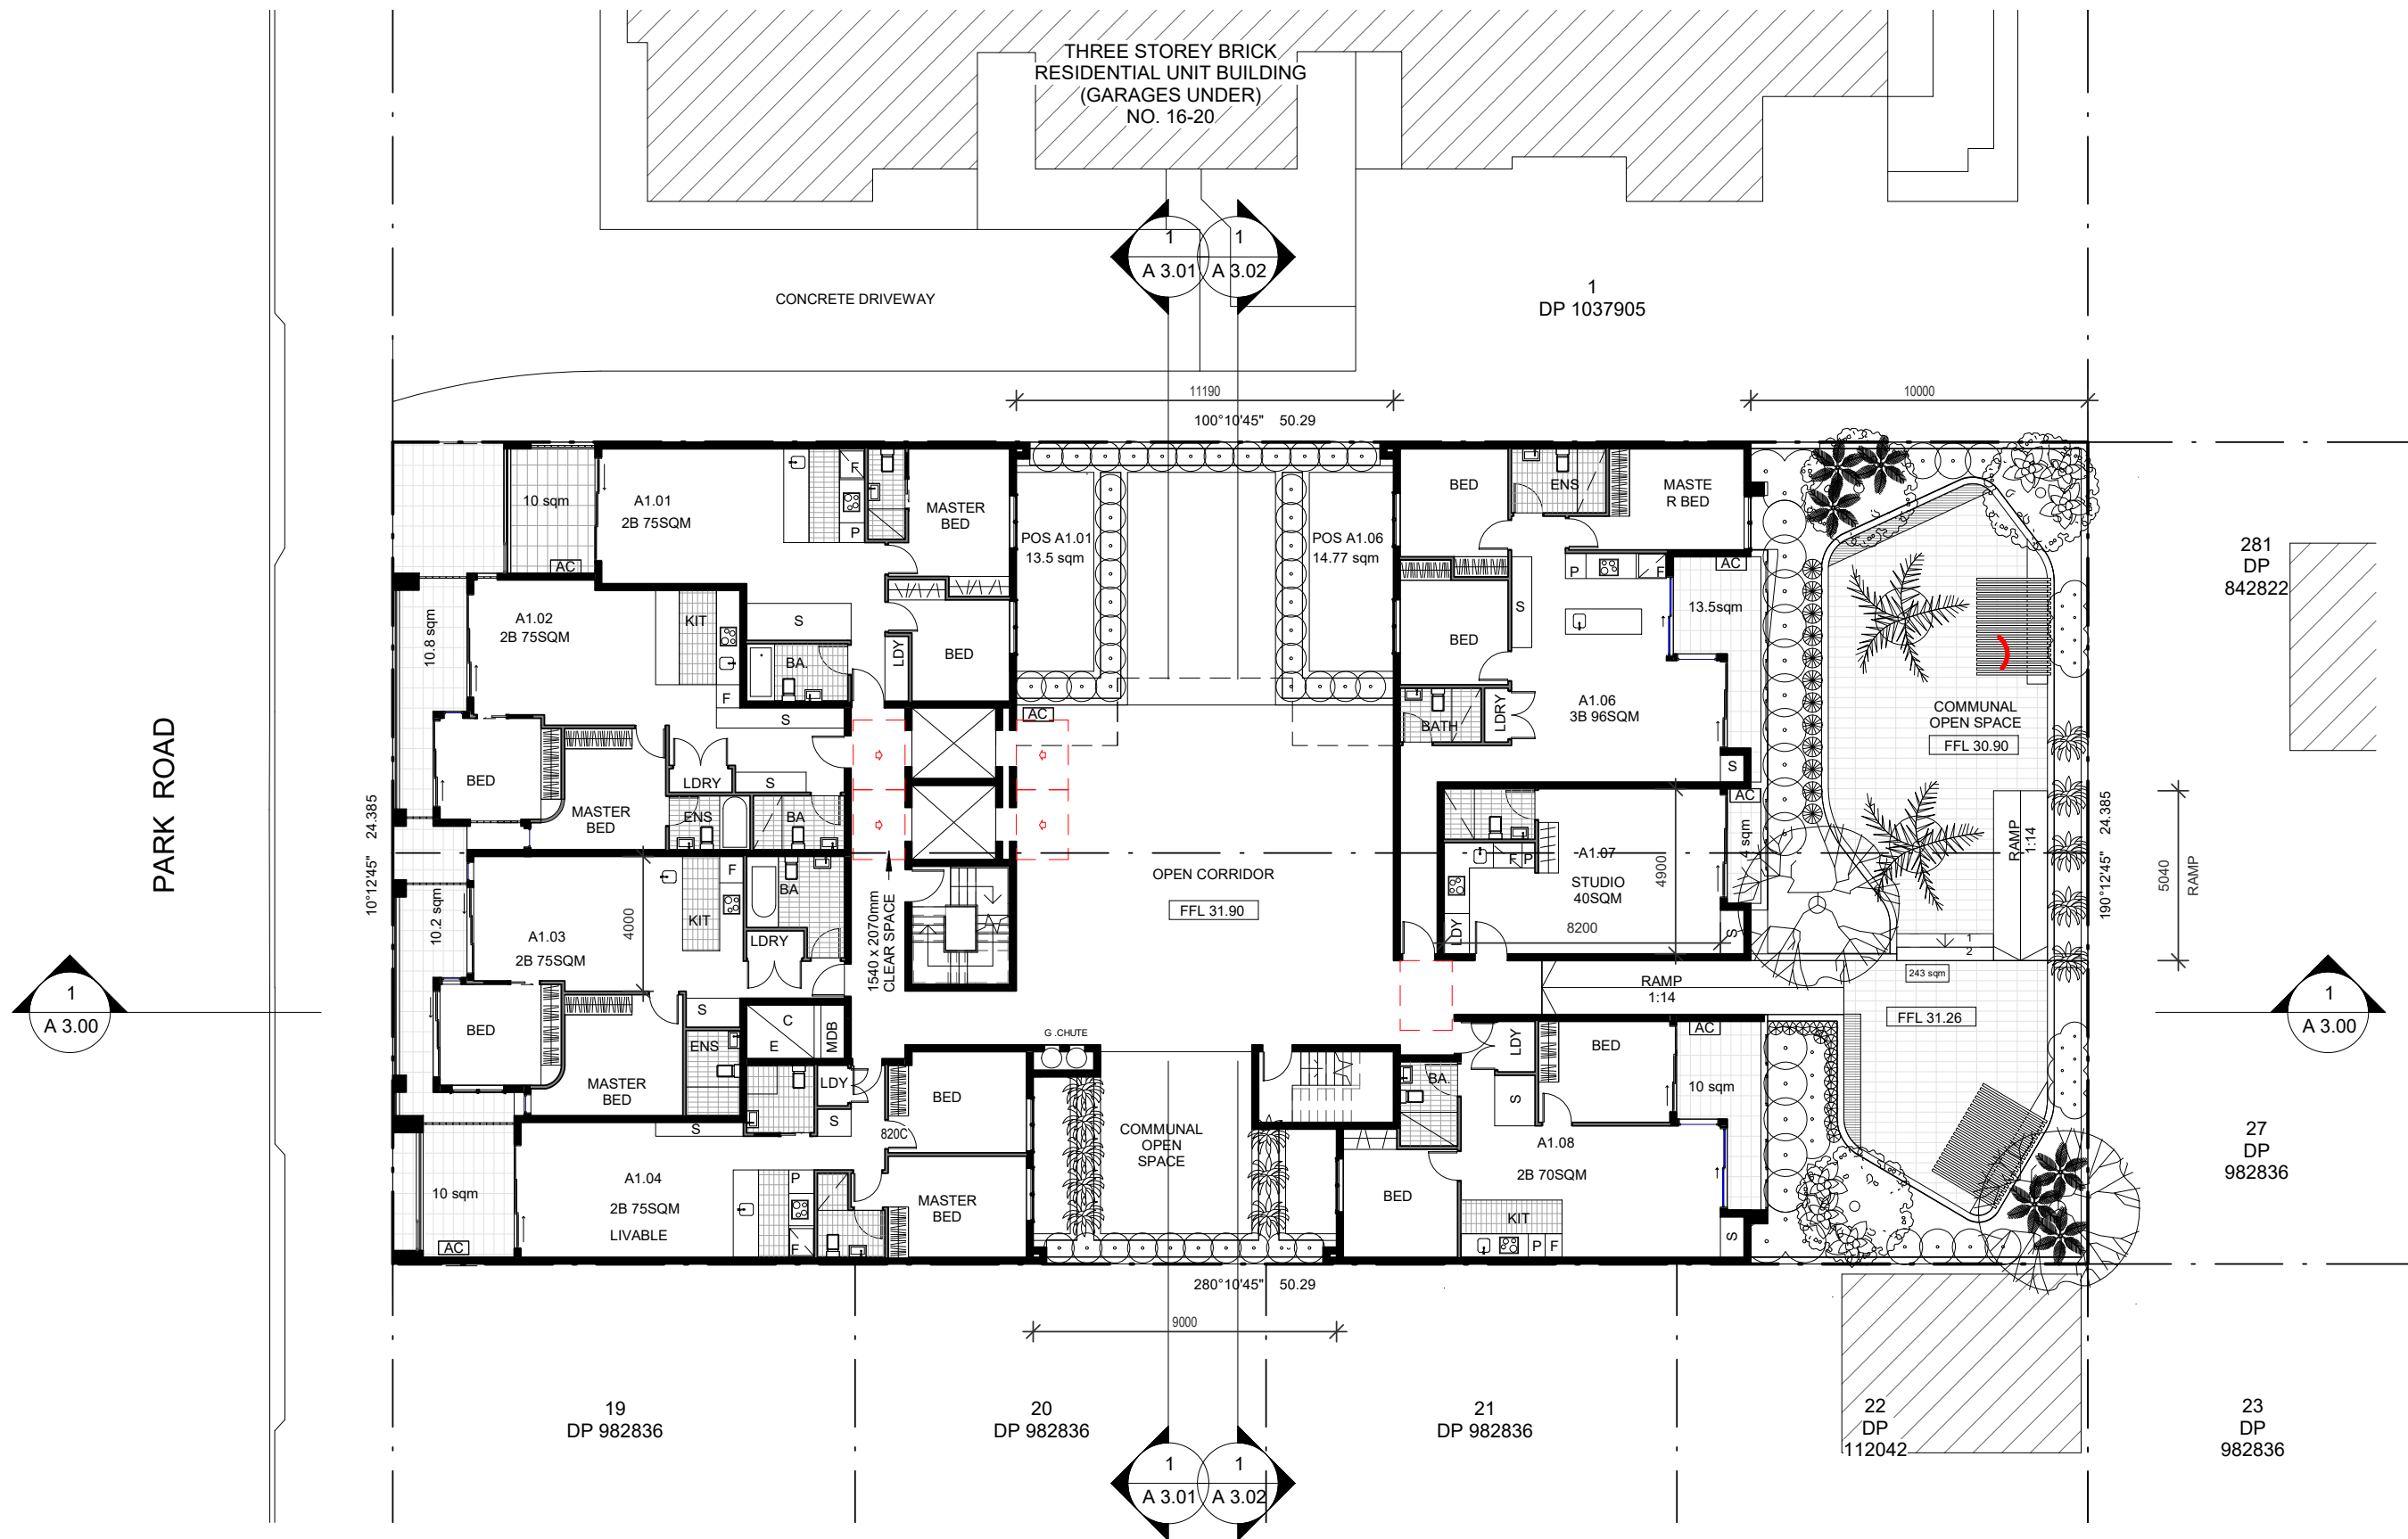 THREE STOREY BRICK
RESIDENTIAL UNIT BUILDING
(GARAGES UNDER)
NO. 16-20
1
A 3.01
1
A 3.02
CONCRETE DRIVEWAY
1
DP 1037905
11190
10000
100°10'45" 50.29
PARK ROAD
10°12'45" 24.385
10 sqm
AC
A1.01
2B 75SQM
F
P
MASTER
BED
POS A1.01
13.5 sqm
POS A1.06
14.77 sqm
BED
ENS
MASTE
R BED
281
DP
842822
10.8 sqm
A1.02
2B 75SQM
KIT
F
S
BA.
LDY
BED
P
F
AC
13.5sqm
S
BED
S
AC
BATH
LDRY
A1.06
3B 96SQM
COMMUNAL
OPEN SPACE
FFL 30.90
BED
LDRY
S
MASTER
BED
ENS
BA
S
AC
4 sqm
RAMP
1:14
190°12'45" 24.385
5040
RAMP
F
P
A1.07
STUDIO
40SQM
4900
8200
LDY
S
10.2 sqm
A1.03
2B 75SQM
4000
F
KIT
BA
LDRY
1540 x 2070mm
CLEAR SPACE
OPEN CORRIDOR
FFL 31.90
1
2
243 sqm
FFL 31.26
RAMP
1:14
1
A 3.00
1
A 3.00
BED
MASTER
BED
S
ENS
C
E
MDB
G .CHUTE
LDY
S
BED
820C
LDY
BED
AC
10 sqm
BA.
S
S
A1.04
2B 75SQM
LIVABLE
10 sqm
AC
P
F
MASTER
BED
COMMUNAL
OPEN
SPACE
A1.08
2B 70SQM
BED
KIT
P
F
S
27
DP
982836
280°10'45" 50.29
9000
19
DP 982836
20
DP 982836
21
DP 982836
22
DP
112042
23
DP
982836
1
A 3.01
1
A 3.02